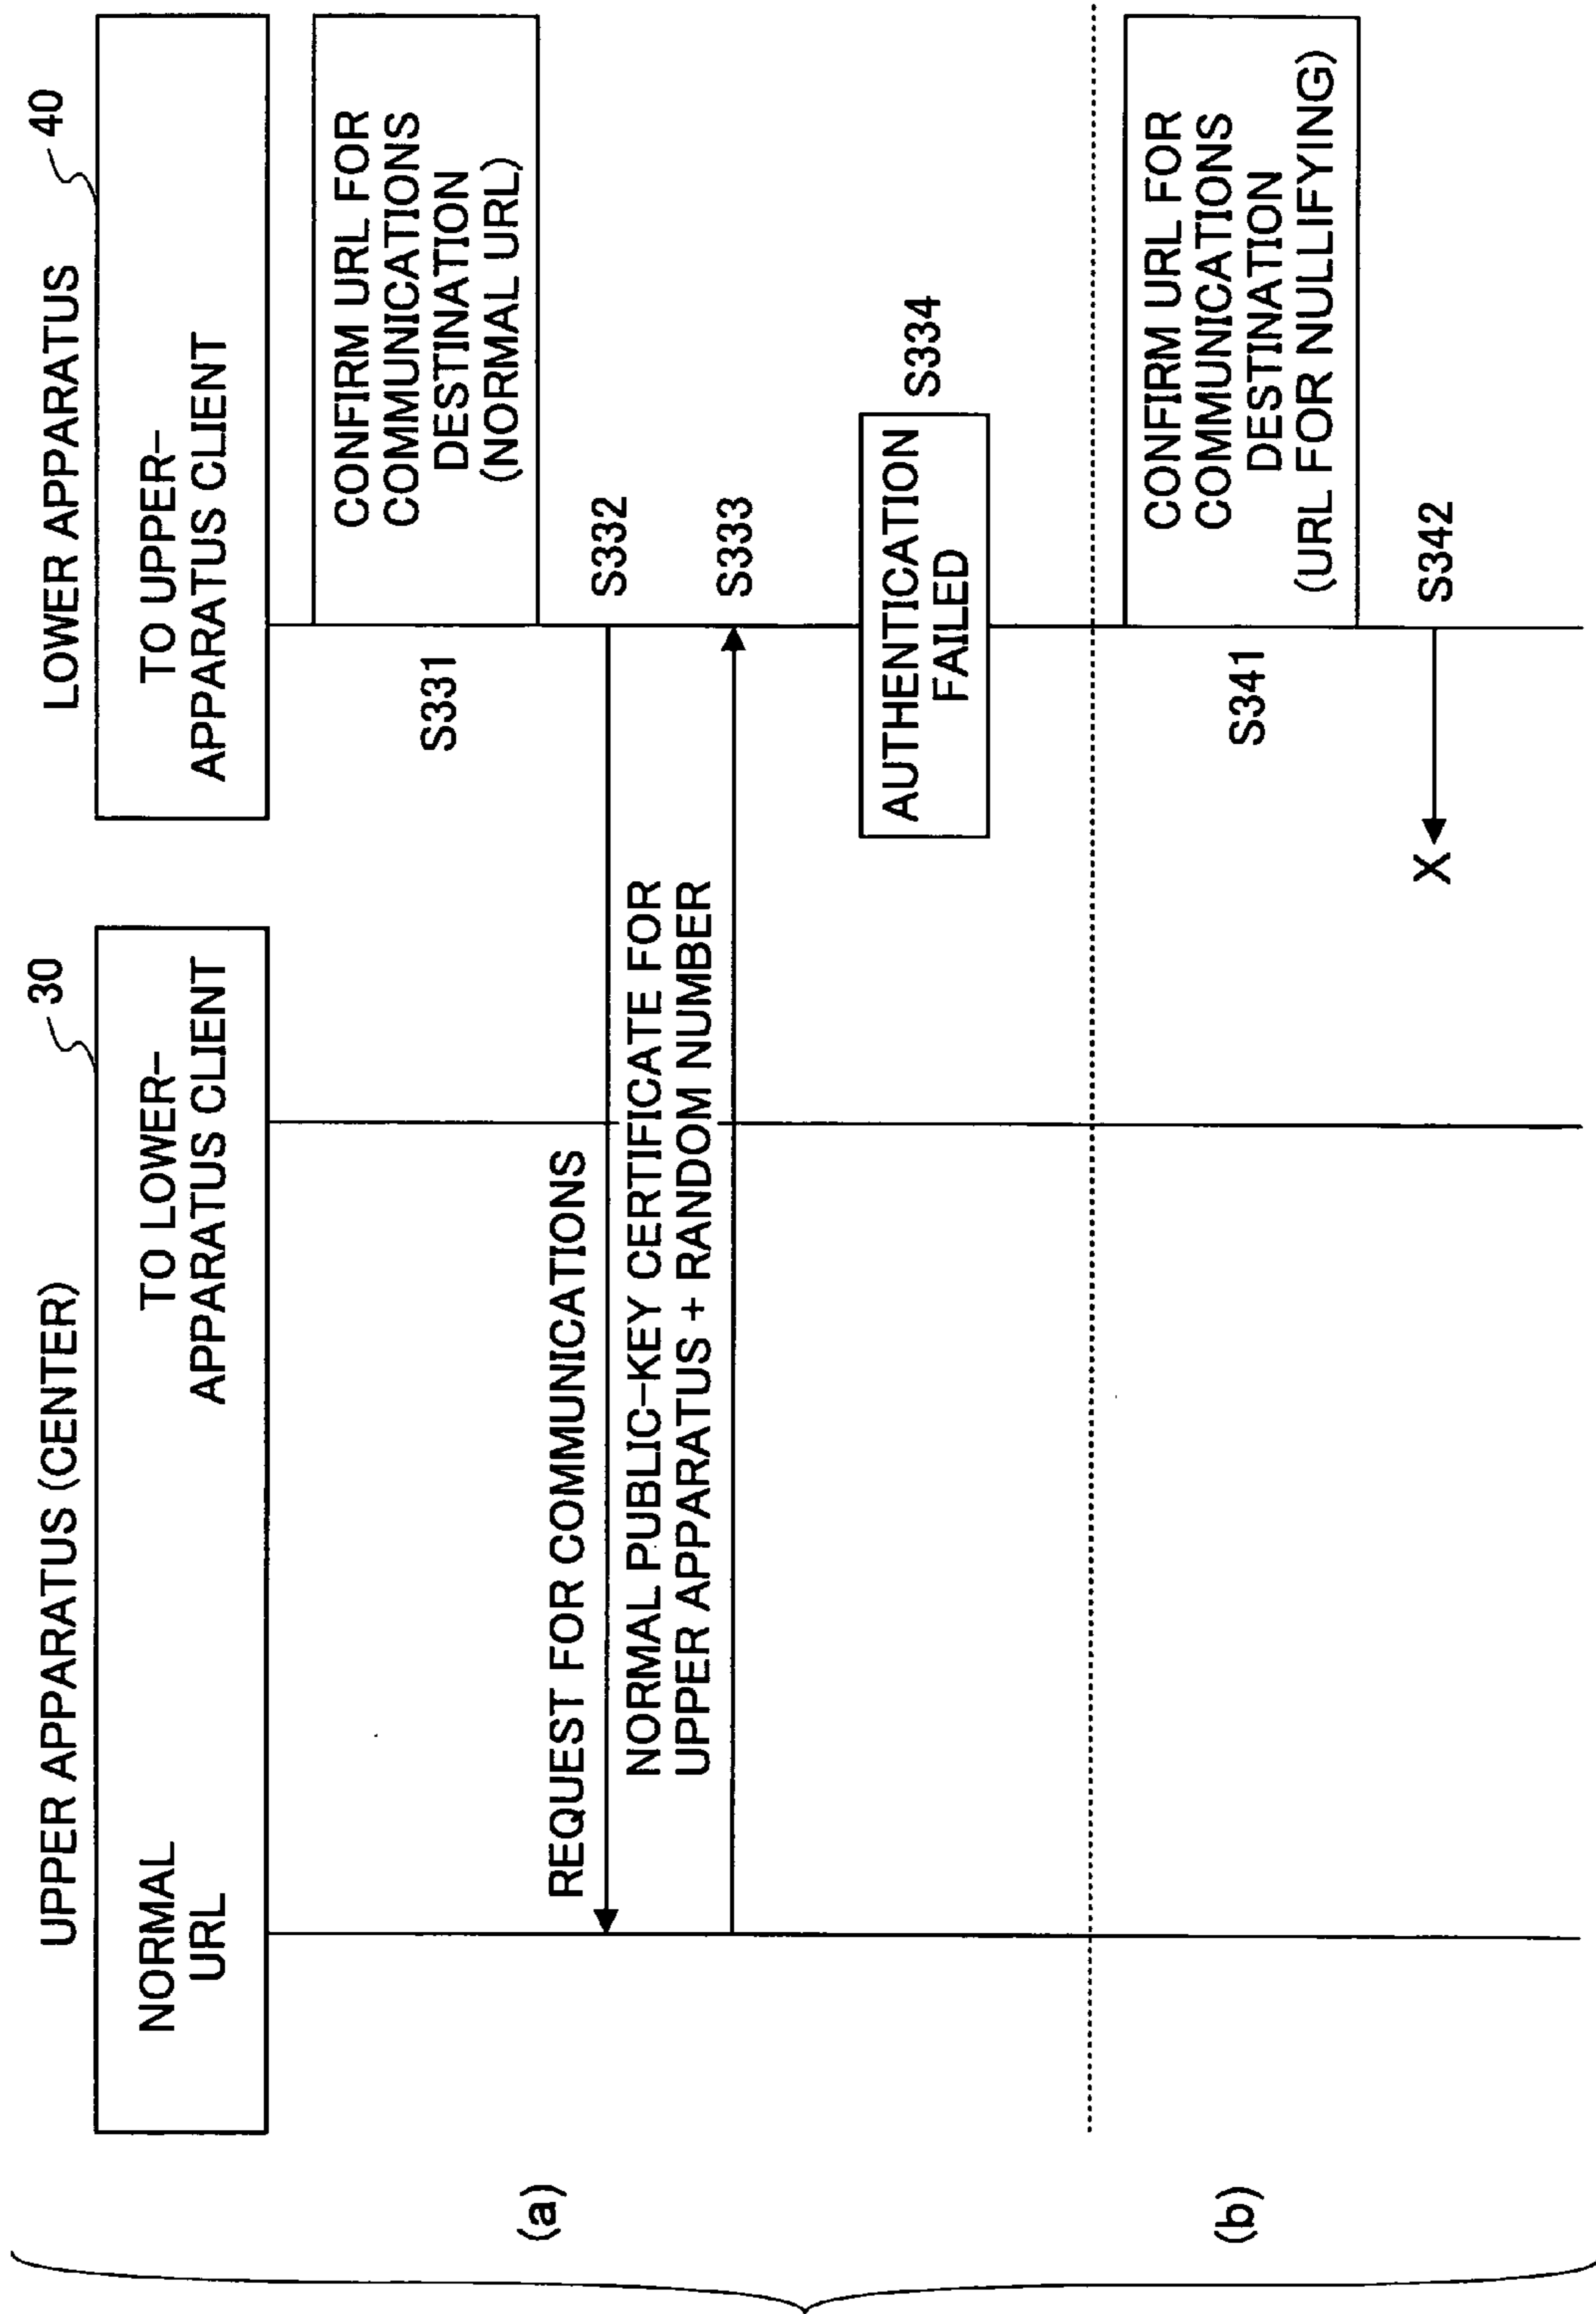 UPPER APPARATUS (CENTER)
30
LOWER APPARATUS
40
NORMAL
URL
TO LOWER-
APPARATUS CLIENT
TO UPPER-
APPARATUS CLIENT
(a)
S331
CONFIRM URL FOR
COMMUNICATIONS
DESTINATION
(NORMAL URL)
REQUEST FOR COMMUNICATIONS
S332
NORMAL PUBLIC-KEY CERTIFICATE FOR
UPPER APPARATUS + RANDOM NUMBER
S333
AUTHENTICATION
FAILED
S334
(b)
S341
CONFIRM URL FOR
COMMUNICATIONS
DESTINATION
(URL FOR NULLIFYING)
X
S342